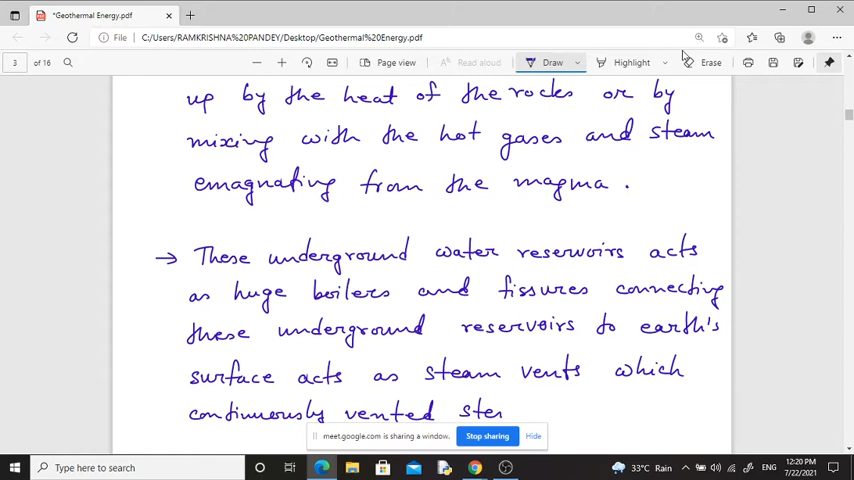 *Geothermal Energy.pdf
File C:/Users/RAMKRISHNA%20PANDEY/Desktop/Geothermal%20Energy.pdf
3 of 16 Page view Read aloud Draw Highlight Erase
up by the heat of the rocks or by
mixing with the hot gases and steam
emagnating from the magma.
→ These underground water reservoirs acts
as huge boilers and fissures connecting
these underground reservoirs to earth's
surface acts as steam vents which
continuously vented ster
meet.google.com is sharing a window. Stop sharing Hide
Type here to search
33°C Rain ENG 12:20 PM
7/22/2021